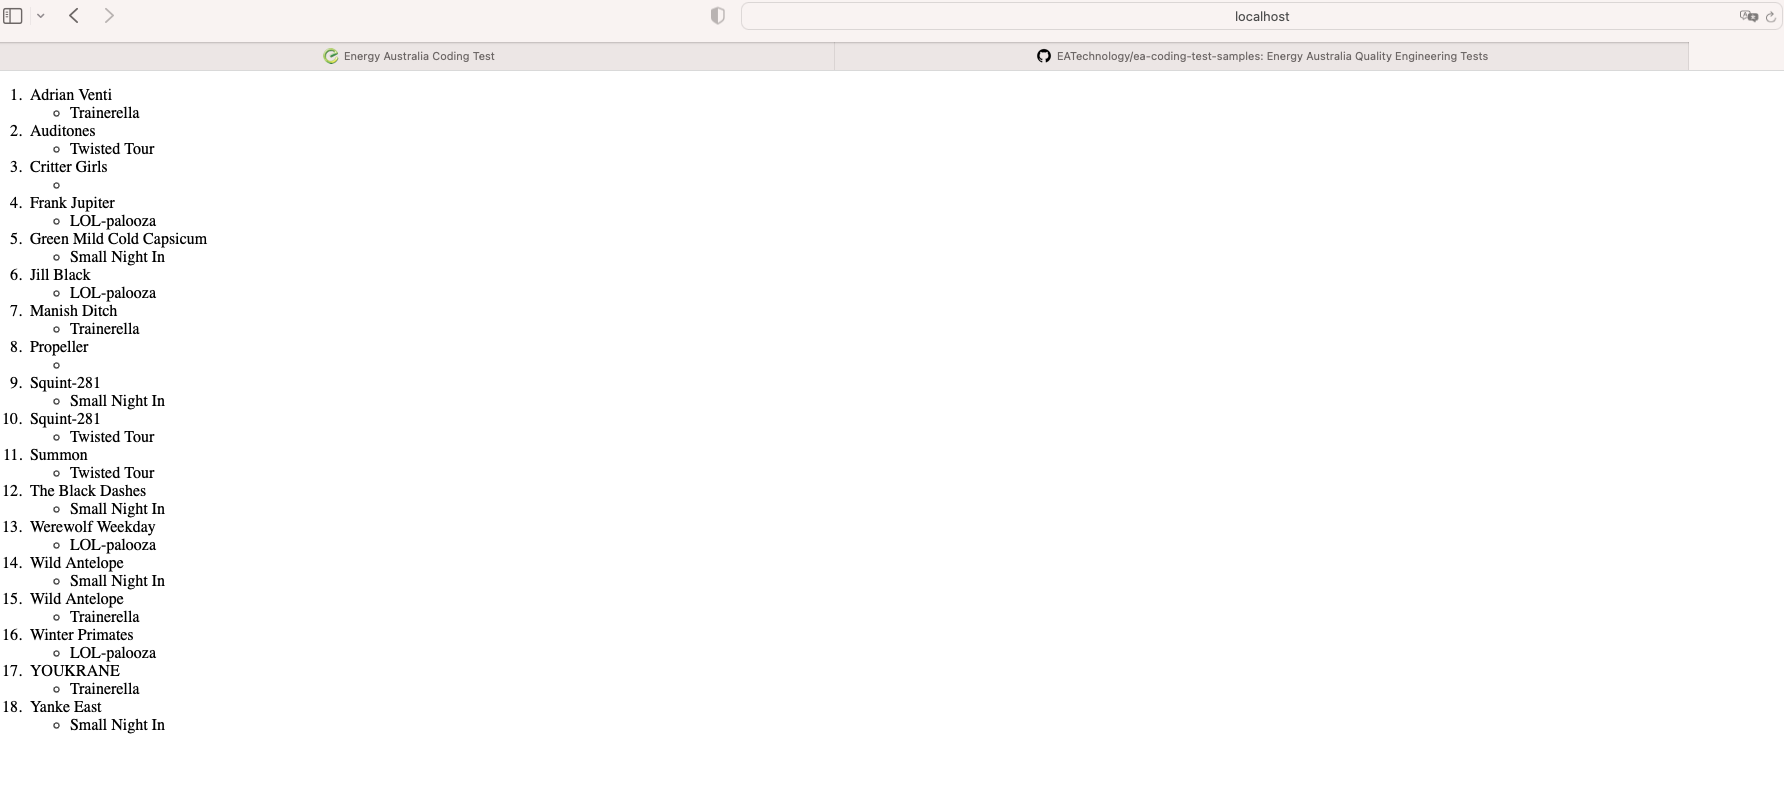 localhost
Energy Australia Coding Test
EATechnology/ea-coding-test-samples: Energy Australia Quality Engineering Tests
1. Adrian Venti
Trainerella
2. Auditones
Twisted Tour
3. Critter Girls
4. Frank Jupiter
LOL-palooza
5. Green Mild Cold Capsicum
Small Night In
6. Jill Black
LOL-palooza
7. Manish Ditch
Trainerella
8. Propeller
9. Squint-281
Small Night In
10. Squint-281
Twisted Tour
11. Summon
Twisted Tour
12. The Black Dashes
Small Night In
13. Werewolf Weekday
LOL-palooza
14. Wild Antelope
Small Night In
15. Wild Antelope
Trainerella
16. Winter Primates
LOL-palooza
17. YOUKRANE
Trainerella
18. Yanke East
Small Night In